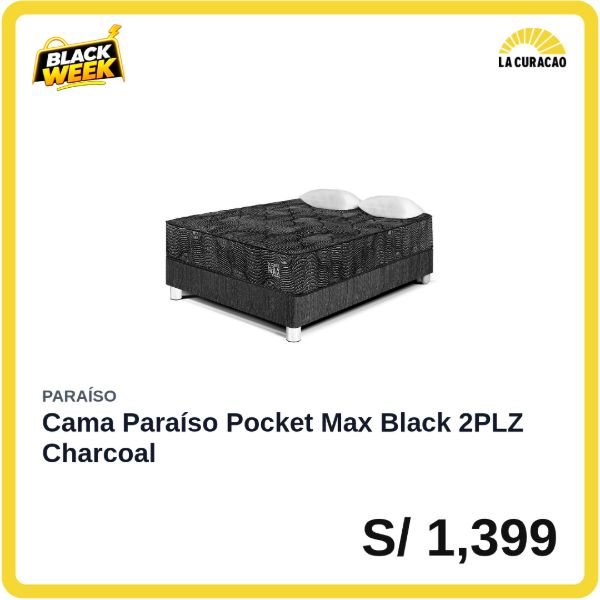 BLACK
WEEK
LA CURACAO
PARAÍSO
Cama Paraíso Pocket Max Black 2PLZ
Charcoal
S/ 1,399